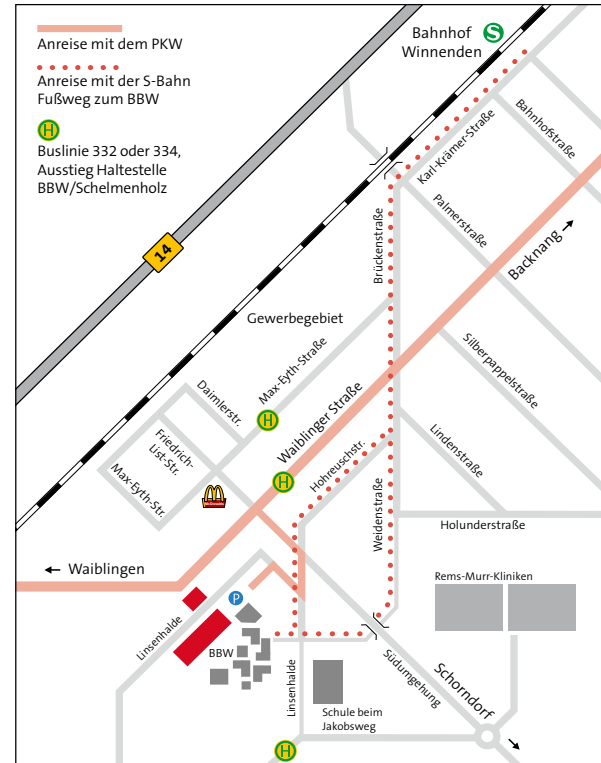 Anreise mit dem PKW
Anreise mit der S-Bahn
Fußweg zum BBW
H
Buslinie 332 oder 334,
Ausstieg Haltestelle
BBW/Schelmenholz
Bahnhof
Winnenden
S
14
Karl-Krämer-Straße
Bahnhofstraße
Palmerstraße
Brückenstraße
Backnang
Gewerbegebiet
Silberpappelstraße
Max-Eyth-Straße
Daimlerstr.
H
Waiblinger Straße
Friedrich-
List-Str.
Hohreuschstr.
Lindenstraße
Max-Eyth-Str.
H
Weidenstraße
Holunderstraße
Waiblingen
Rems-Murr-Kliniken
P
Linsenhalde
BBW
Linsenhalde
Südumgehung
Schorndorf
Schule beim
Jakobsweg
H